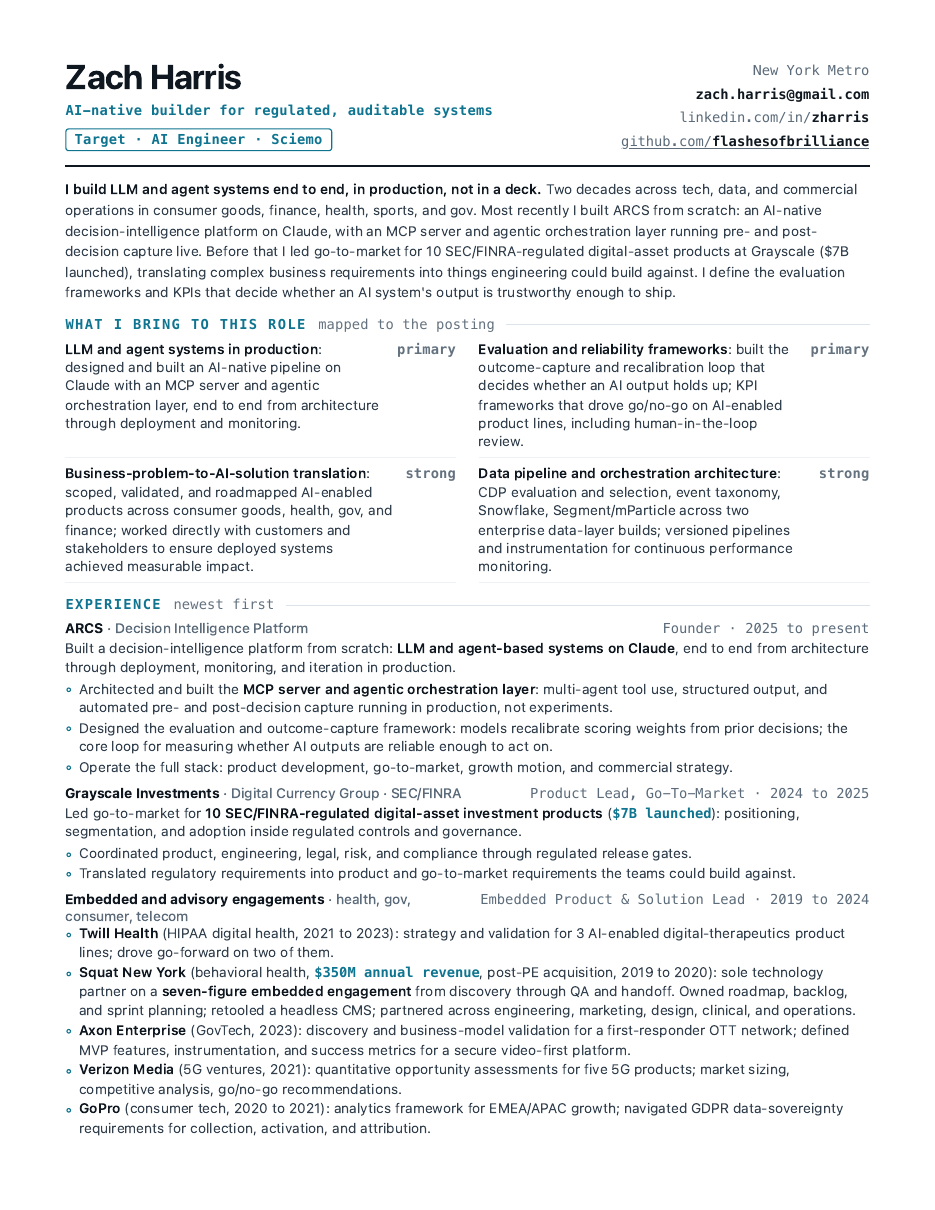 Zach Harris
AI-native builder for regulated, auditable systems
Target · AI Engineer · Sciemo
New York Metro
zach.harris@gmail.com
linkedin.com/in/zharris
github.com/flashesofbrilliance
I build LLM and agent systems end to end, in production, not in a deck. Two decades across tech, data, and commercial
operations in consumer goods, finance, health, sports, and gov. Most recently I built ARCS from scratch: an AI-native
decision-intelligence platform on Claude, with an MCP server and agentic orchestration layer running pre- and post-
decision capture live. Before that I led go-to-market for 10 SEC/FINRA-regulated digital-asset products at Grayscale ($7B
launched), translating complex business requirements into things engineering could build against. I define the evaluation
frameworks and KPIs that decide whether an AI system's output is trustworthy enough to ship.
WHAT I BRING TO THIS ROLE mapped to the posting
LLM and agent systems in production: primary
designed and built an AI-native pipeline on
Claude with an MCP server and agentic
orchestration layer, end to end from architecture
through deployment and monitoring.
Evaluation and reliability frameworks: built the primary
outcome-capture and recalibration loop that
decides whether an AI output holds up; KPI
frameworks that drove go/no-go on AI-enabled
product lines, including human-in-the-loop
review.
Business-problem-to-AI-solution translation: strong
scoped, validated, and roadmapped AI-enabled
products across consumer goods, health, gov, and
finance; worked directly with customers and
stakeholders to ensure deployed systems
achieved measurable impact.
Data pipeline and orchestration architecture: strong
CDP evaluation and selection, event taxonomy,
Snowflake, Segment/mParticle across two
enterprise data-layer builds; versioned pipelines
and instrumentation for continuous performance
monitoring.
EXPERIENCE newest first
ARCS · Decision Intelligence Platform Founder · 2025 to present
Built a decision-intelligence platform from scratch: LLM and agent-based systems on Claude, end to end from architecture
through deployment, monitoring, and iteration in production.
Architected and built the MCP server and agentic orchestration layer: multi-agent tool use, structured output, and
automated pre- and post-decision capture running in production, not experiments.
Designed the evaluation and outcome-capture framework: models recalibrate scoring weights from prior decisions; the
core loop for measuring whether AI outputs are reliable enough to act on.
Operate the full stack: product development, go-to-market, growth motion, and commercial strategy.
Grayscale Investments · Digital Currency Group · SEC/FINRA Product Lead, Go-To-Market · 2024 to 2025
Led go-to-market for 10 SEC/FINRA-regulated digital-asset investment products ($7B launched): positioning,
segmentation, and adoption inside regulated controls and governance.
Coordinated product, engineering, legal, risk, and compliance through regulated release gates.
Translated regulatory requirements into product and go-to-market requirements the teams could build against.
Embedded and advisory engagements · health, gov, Embedded Product & Solution Lead · 2019 to 2024
consumer, telecom
Twill Health (HIPAA digital health, 2021 to 2023): strategy and validation for 3 AI-enabled digital-therapeutics product
lines; drove go-forward on two of them.
Squat New York (behavioral health, $350M annual revenue, post-PE acquisition, 2019 to 2020): sole technology
partner on a seven-figure embedded engagement from discovery through QA and handoff. Owned roadmap, backlog,
and sprint planning; retooled a headless CMS; partnered across engineering, marketing, design, clinical, and operations.
Axon Enterprise (GovTech, 2023): discovery and business-model validation for a first-responder OTT network; defined
MVP features, instrumentation, and success metrics for a secure video-first platform.
Verizon Media (5G ventures, 2021): quantitative opportunity assessments for five 5G products; market sizing,
competitive analysis, go/no-go recommendations.
GoPro (consumer tech, 2020 to 2021): analytics framework for EMEA/APAC growth; navigated GDPR data-sovereignty
requirements for collection, activation, and attribution.